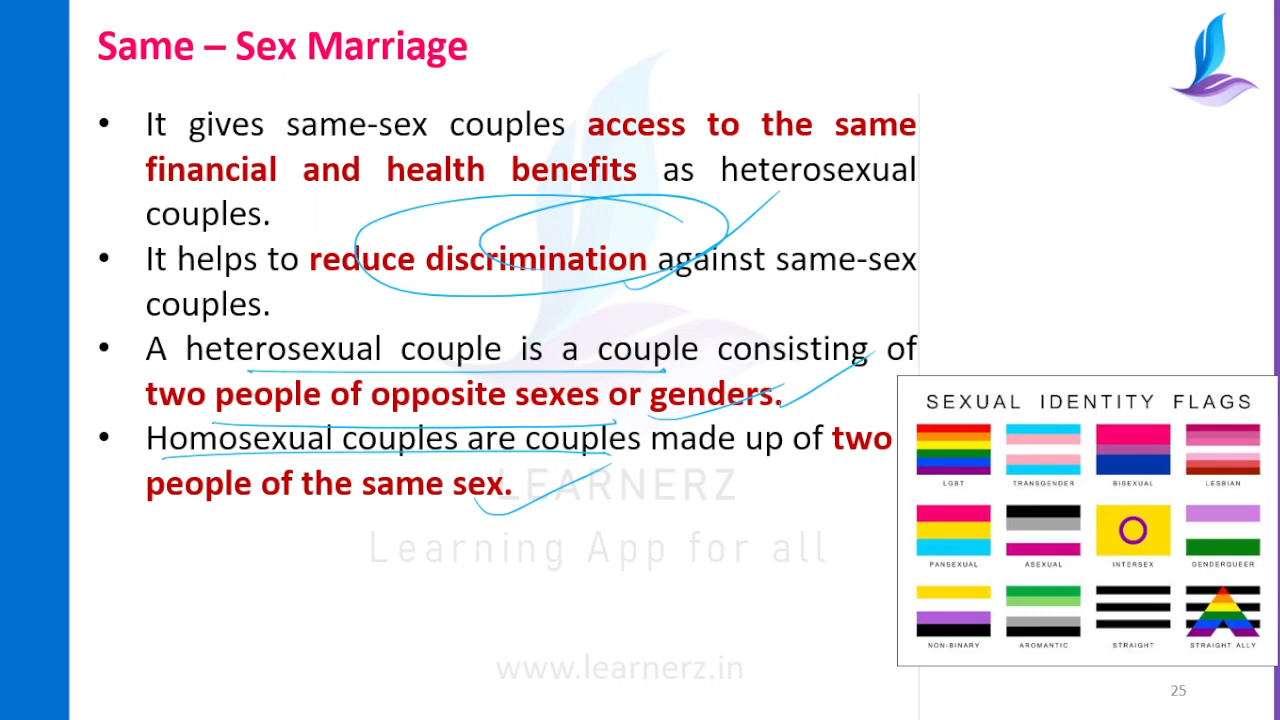 Same – Sex Marriage
• It gives same-sex couples access to the same
financial and health benefits as heterosexual
couples.
• It helps to reduce discrimination against same-sex
couples.
• A heterosexual couple is a couple consisting of
two people of opposite sexes or genders.
• Homosexual couples are couples made up of two
people of the same sex.
LEARNERZ
Learning App for all
www.learnerz.in
SEXUAL IDENTITY FLAGS
LGBT TRANSGENDER BISEXUAL LESBIAN
PANSEXUAL ASEXUAL INTERSEX GENDERQUEER
NON-BINARY AROMANTIC STRAIGHT STRAIGHT ALLY
25